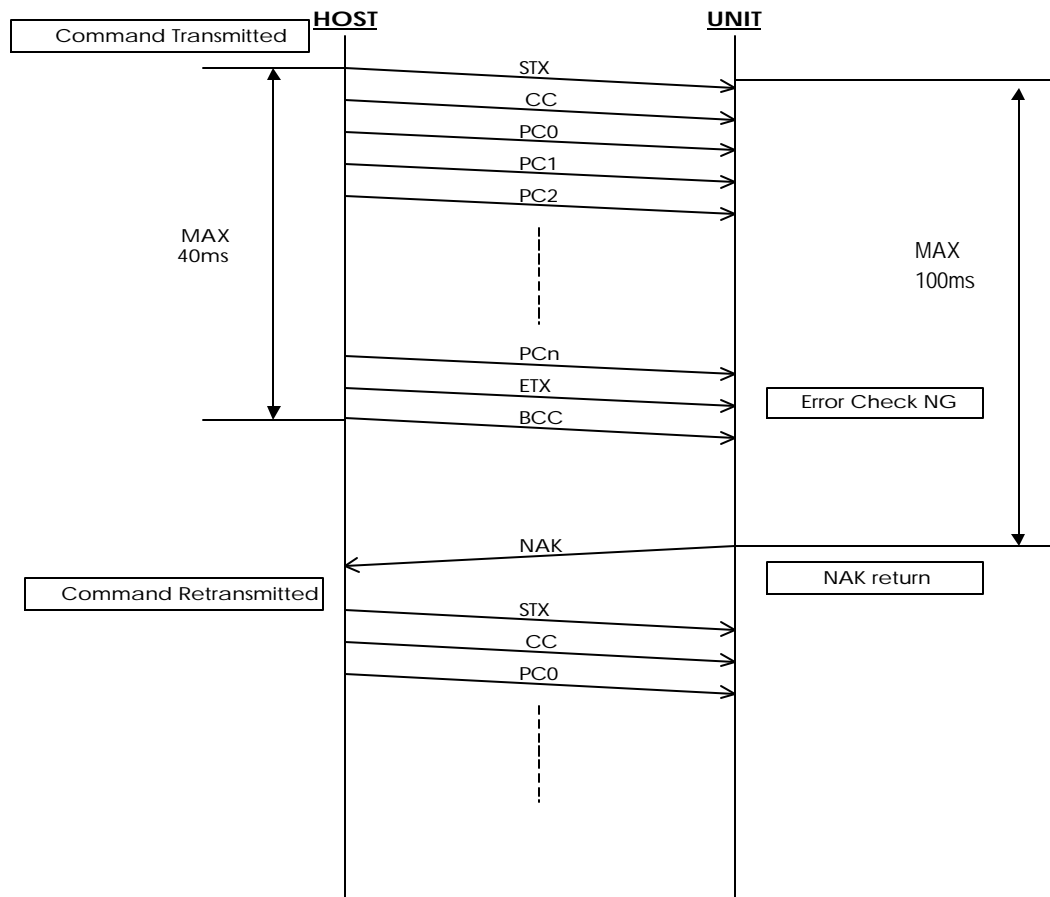 HOST
UNIT
Command Transmitted
STX
CC
PC0
PC1
PC2
MAX
40ms
MAX
100ms
PCn
ETX
Error Check NG
BCC
NAK
NAK return
Command Retransmitted
STX
CC
PC0